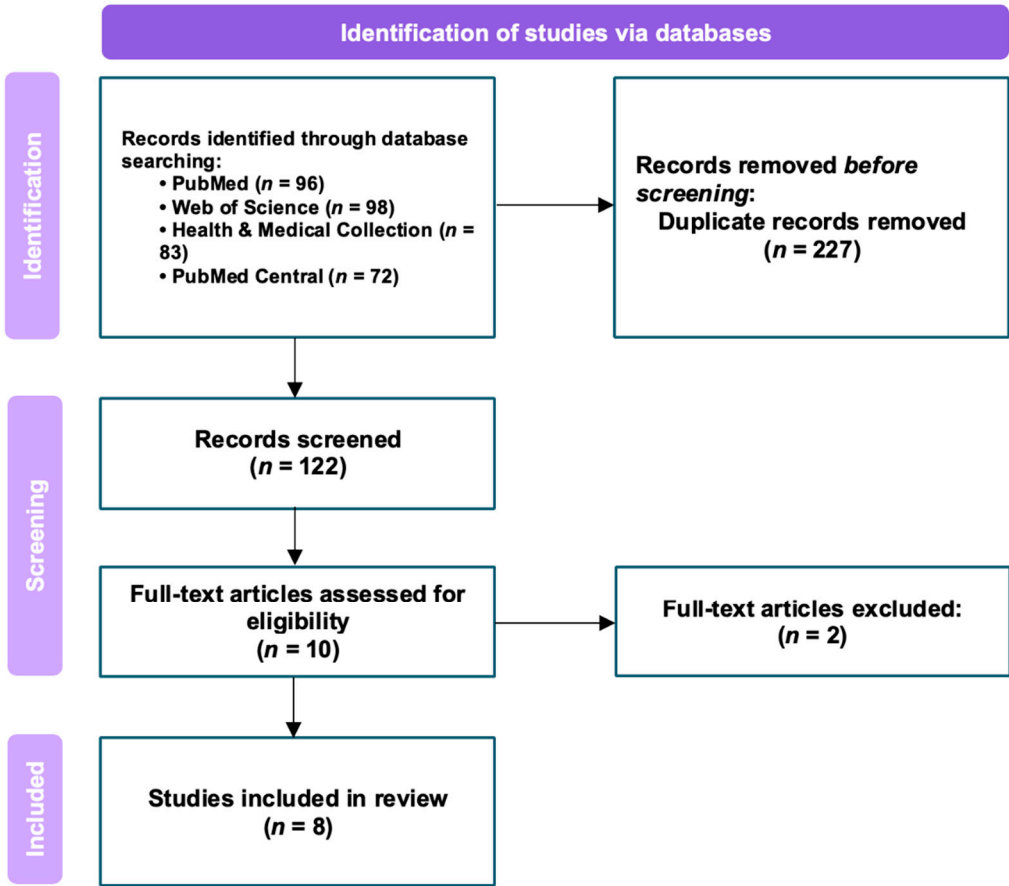 Identification of studies via databases
Identification
Records identified through database
searching:
• PubMed (n = 96)
• Web of Science (n = 98)
• Health & Medical Collection (n =
83)
• PubMed Central (n = 72)
Records removed before
screening:
Duplicate records removed
(n = 227)
Screening
Records screened
(n = 122)
Full-text articles assessed for
eligibility
(n = 10)
Full-text articles excluded:
(n = 2)
Included
Studies included in review
(n = 8)